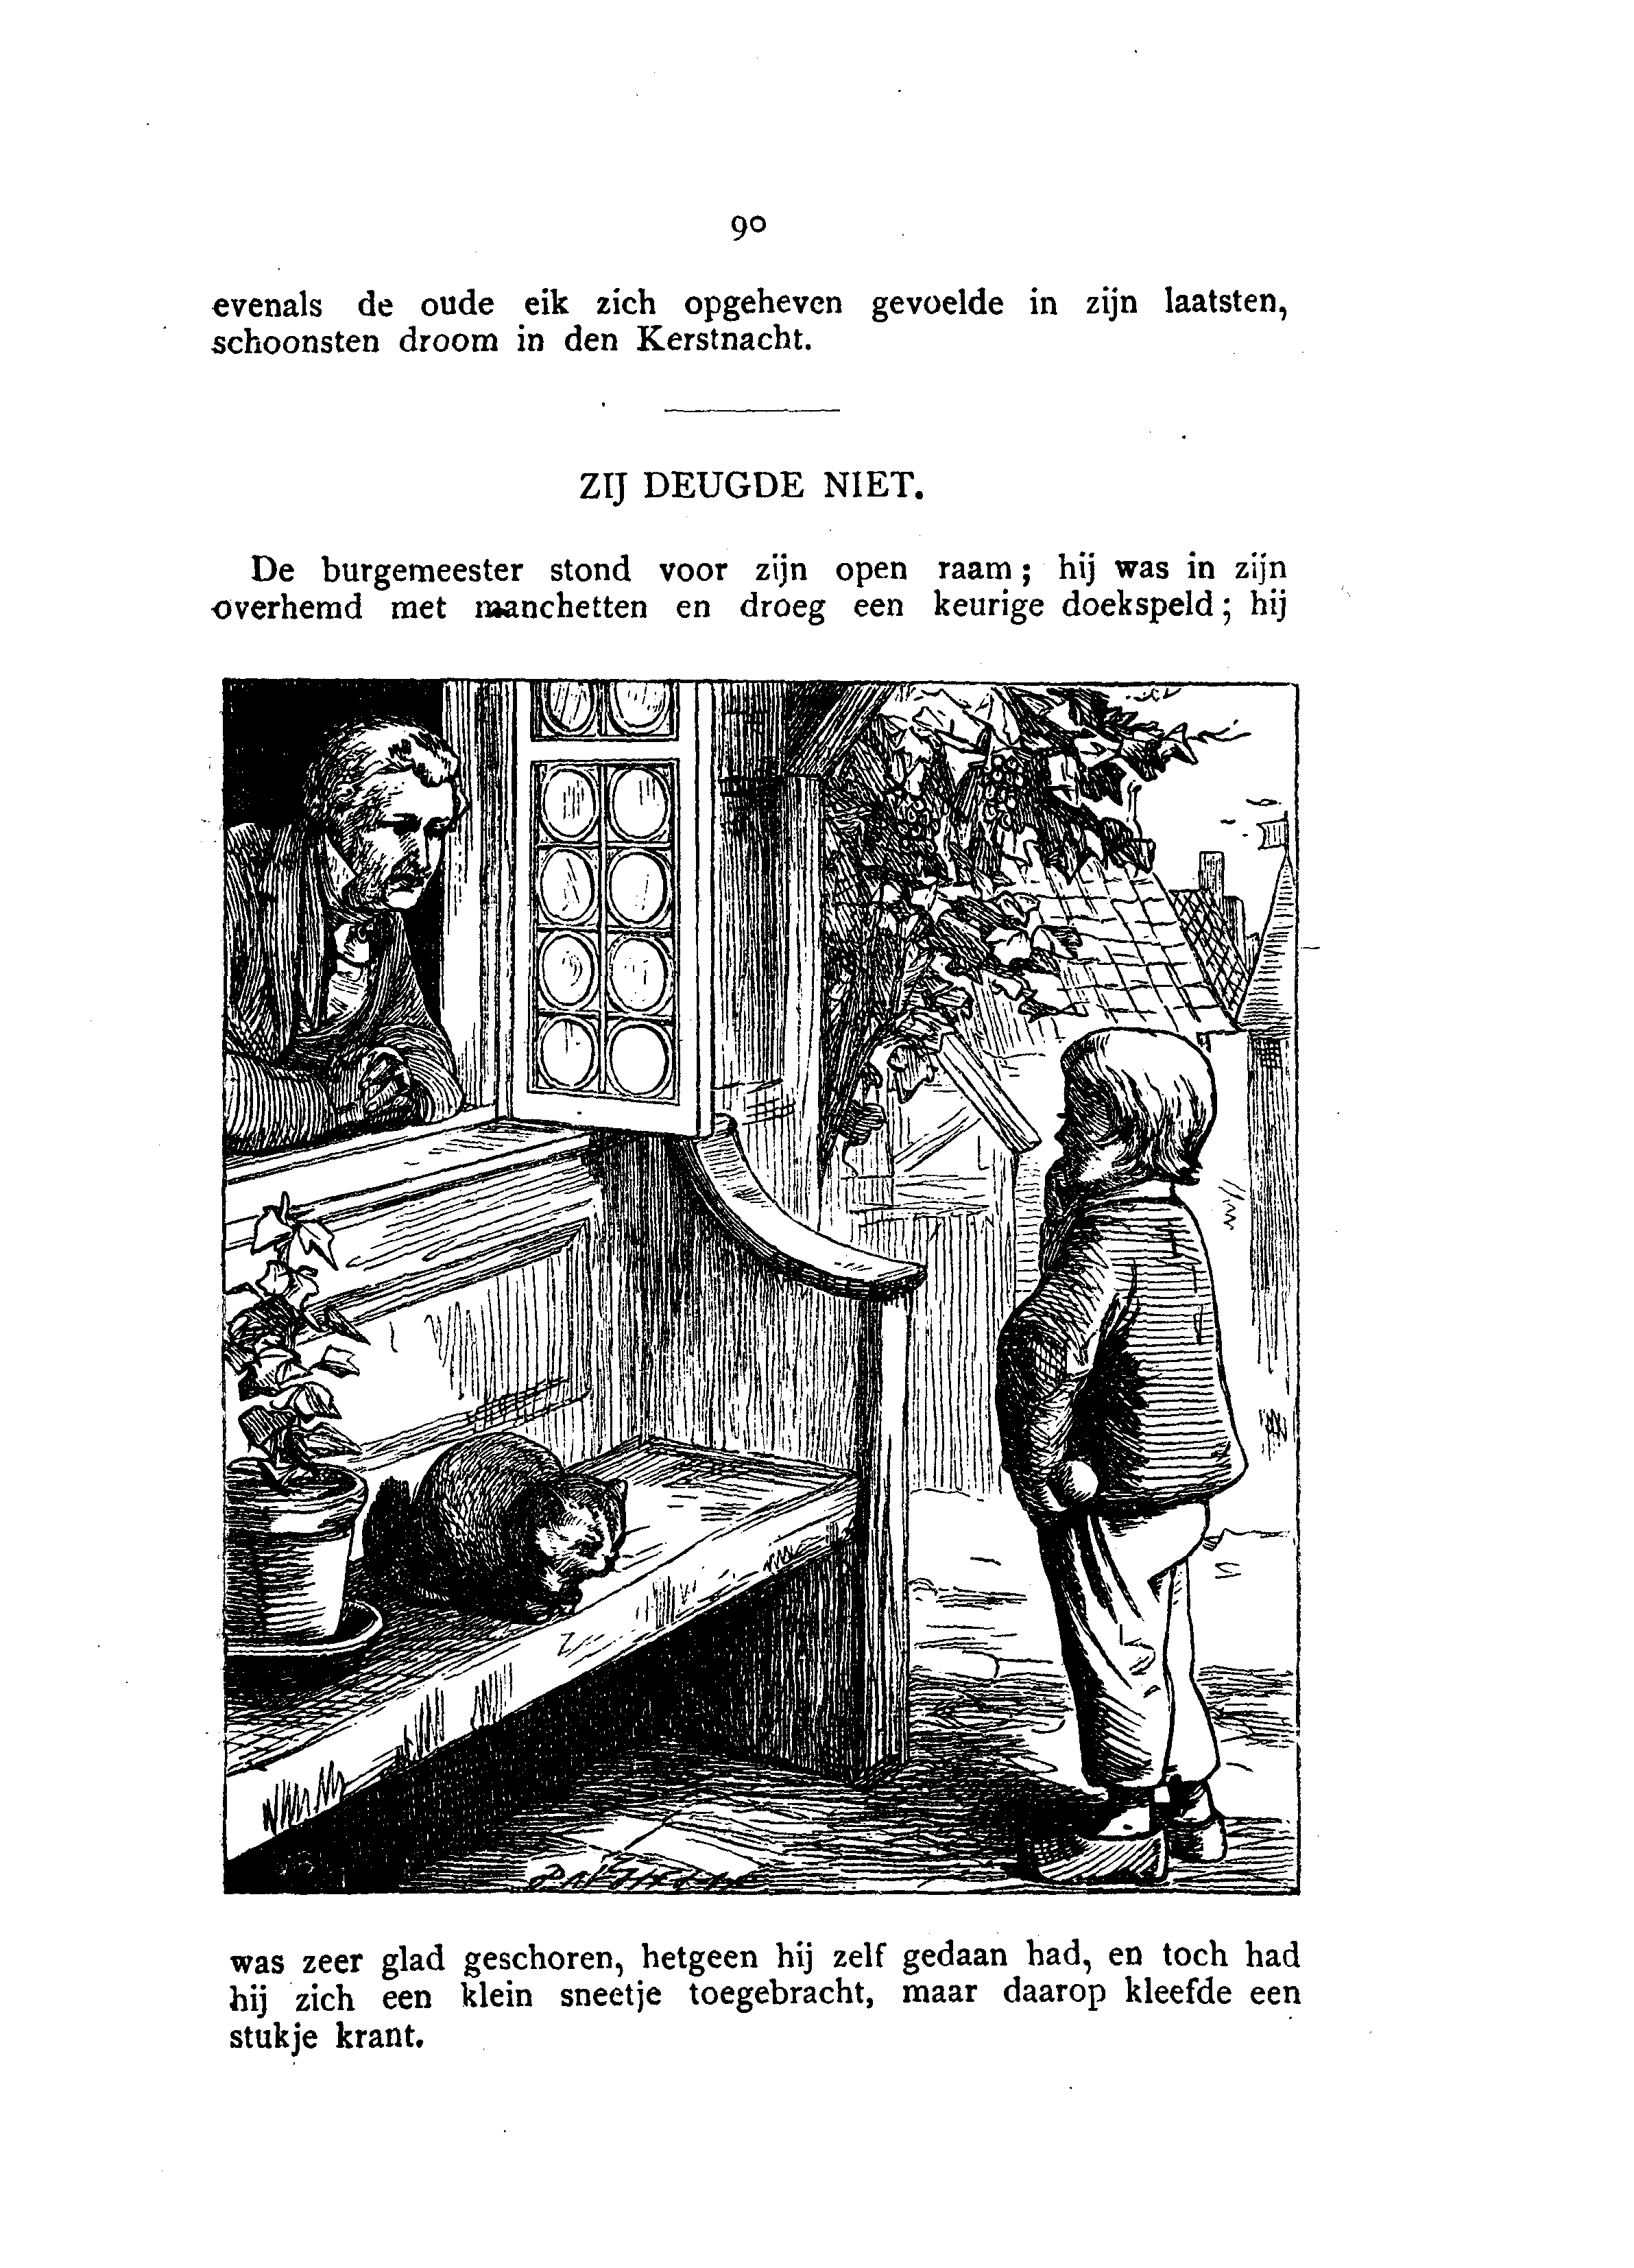 90
evenals de oude eik zich opgeheven gevoelde in zijn laatsten,
schoonsten droom in den Kerstnacht.
ZIJ DEUGDE NIET.
De burgemeester stond voor zijn open raam; hij was in zijn
overhemd met manchetten en droeg een keurige doekspeld; hij
was zeer glad geschoren, hetgeen hij zelf gedaan had, en toch had
hij zich een klein sneetje toegebracht, maar daarop kleefde een
stukje krant.